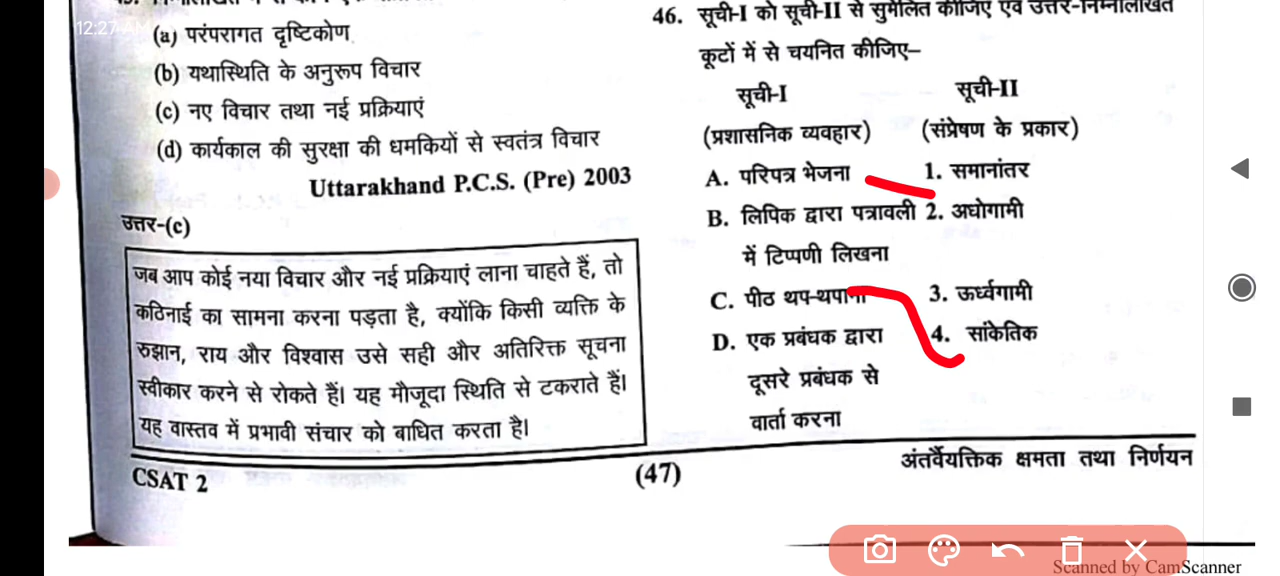 12:27 AM
(a) परंपरागत दृष्टिकोण
(b) यथास्थिति के अनुरूप विचार
(c) नए विचार तथा नई प्रक्रियाएं
(d) कार्यकाल की सुरक्षा की धमकियों से स्वतंत्र विचार
Uttarakhand P.C.S. (Pre) 2003
उत्तर-(c)
जब आप कोई नया विचार और नई प्रक्रियाएं लाना चाहते हैं, तो
कठिनाई का सामना करना पड़ता है, क्योंकि किसी व्यक्ति के
रुझान, राय और विश्वास उसे सही और अतिरिक्त सूचना
स्वीकार करने से रोकते हैं। यह मौजूदा स्थिति से टकराते हैं।
यह वास्तव में प्रभावी संचार को बाधित करता है।
46. सूची-I को सूची-II से सुमेलित कीजिए एवं उत्तर-निम्नलिखित
कूटों में से चयनित कीजिए–
सूची-I सूची-II
(प्रशासनिक व्यवहार) (संप्रेषण के प्रकार)
A. परिपत्र भेजना 1. समानांतर
B. लिपिक द्वारा पत्रावली 2. अधोगामी
में टिप्पणी लिखना
C. पीठ थप-थपाना 3. ऊर्ध्वगामी
D. एक प्रबंधक द्वारा 4. सांकेतिक
दूसरे प्रबंधक से
वार्ता करना
CSAT 2 (47) अंतर्वैयक्तिक क्षमता तथा निर्णयन
Scanned by CamScanner